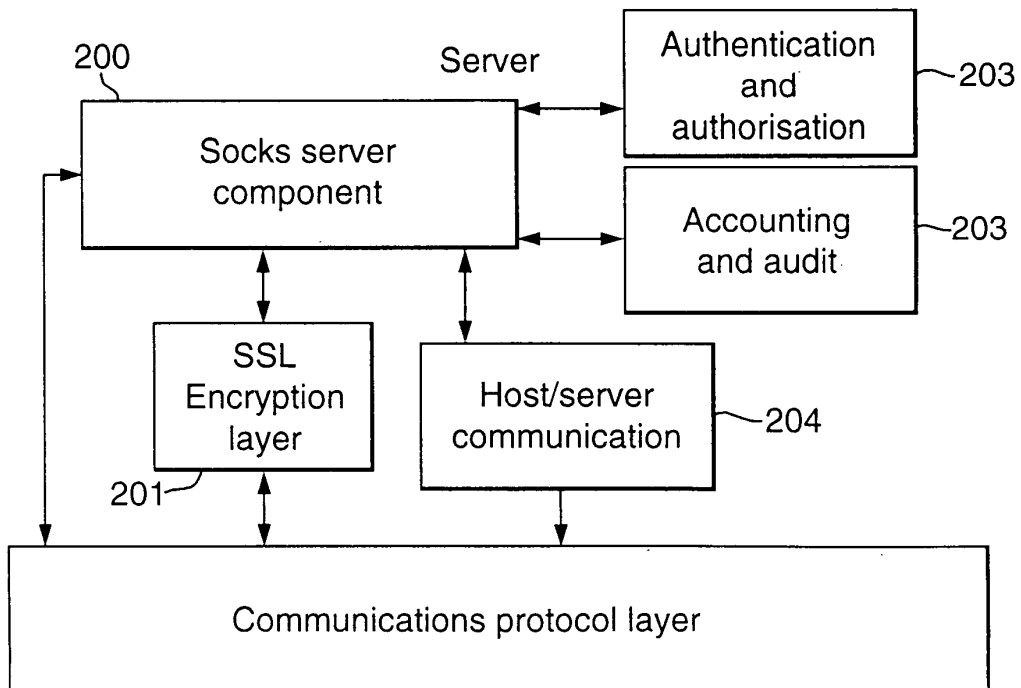 200
Server
Authentication
and
authorisation
203
Socks server
component
Accounting
and audit
203
SSL
Encryption
layer
201
Host/server
communication
204
Communications protocol layer